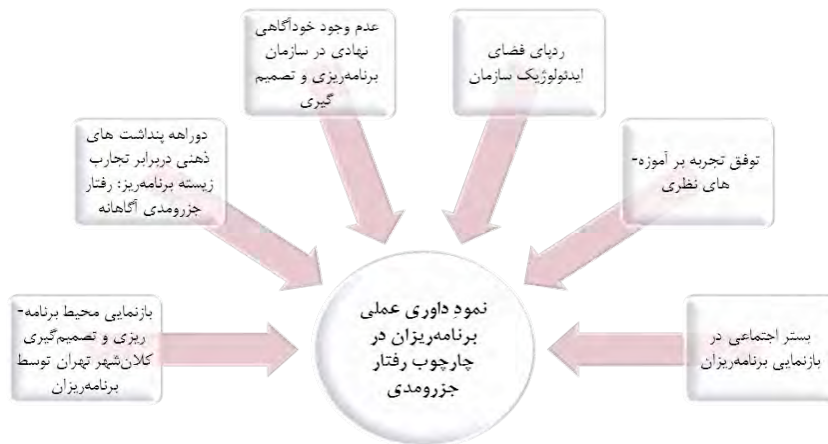 ردپای فضای
ایدئولوژیک سازمان
عدم وجود خودآگاهی
نهادی در سازمان
برنامه‌ریزی و تصمیم
گیری
توفق تجربه بر آموزه-
های نظری
دوراهه پنداشت های
ذهنی دربرابر تجارب
زیسته برنامه‌ریز: رفتار
جزرومدی آگاهانه
بستر اجتماعی در
بازنمایی برنامه‌ریزان
نمودِ داوری عملی
برنامه‌ریزان در
چارچوب رفتار
جزرومدی
بازنمایی محیط برنامه-
ریزی و تصمیم‌گیری
کلان‌شهر تهران توسط
برنامه‌ریزان